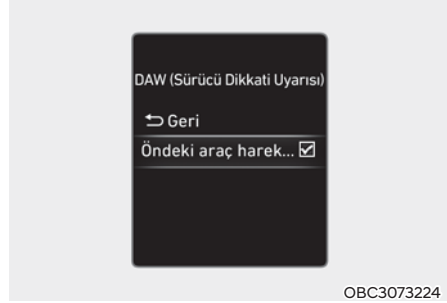 DAW (Sürücü Dikkati Uyarısı)
Geri
Öndeki araç harek...
OBC3073224